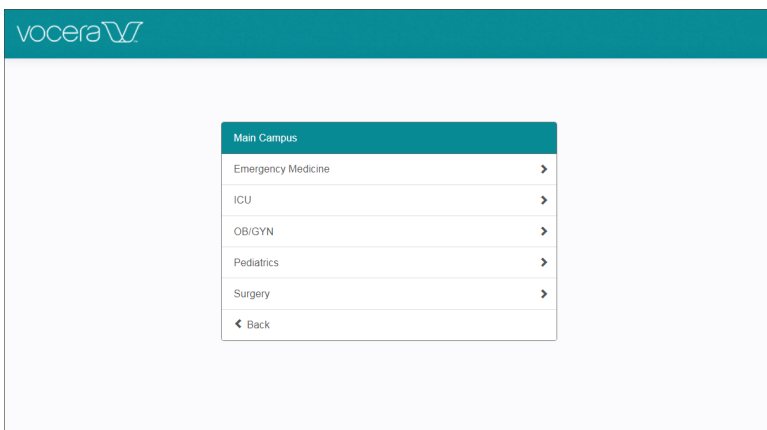 vocera
Main Campus
Emergency Medicine
ICU
OB/GYN
Pediatrics
Surgery
Back